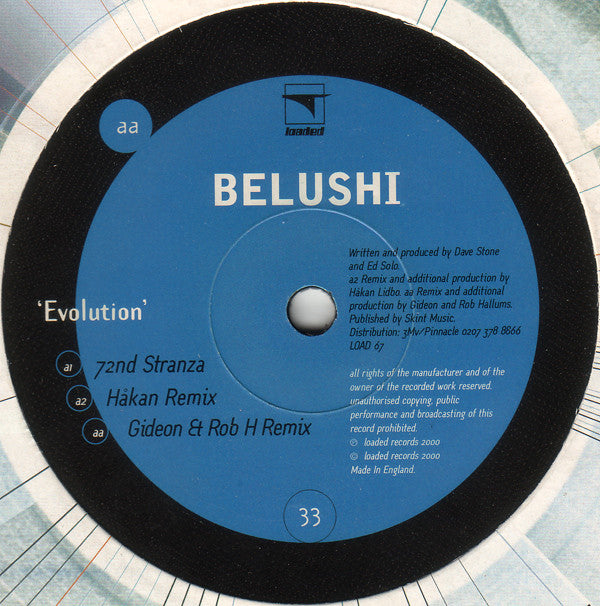 loaded
aa
BELUSHI
Written and produced by Dave Stone
and Ed Solo.
a2 Remix and additional production by
Håkan Lidbo. aa Remix and additional
production by Gideon and Rob Hallums.
Published by Skint Music.
Distribution: 3Mv/Pinnacle 0207 378 8866
LOAD 67
'Evolution'
a1 72nd Stranza
a2 Håkan Remix
aa Gideon & Rob H Remix
all rights of the manufacturer and of the
owner of the recorded work reserved.
unauthorised copying, public
performance and broadcasting of this
record prohibited.
℗ loaded records 2000
© loaded records 2000
Made In England.
33